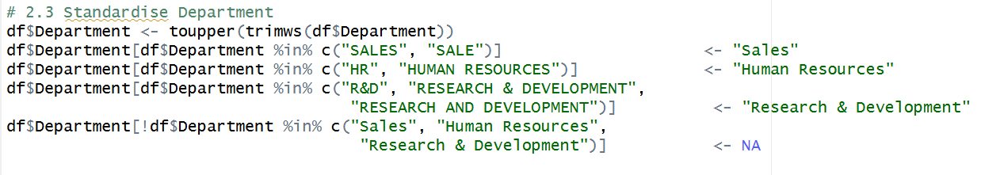 # 2.3 Standardise Department
df$Department <- toupper(trimws(df$Department))
df$Department[df$Department %in% c("SALES", "SALE")]                     <- "Sales"
df$Department[df$Department %in% c("HR", "HUMAN RESOURCES")]             <- "Human Resources"
df$Department[df$Department %in% c("R&D", "RESEARCH & DEVELOPMENT",
                                    "RESEARCH AND DEVELOPMENT")]          <- "Research & Development"
df$Department[!df$Department %in% c("Sales", "Human Resources",
                                     "Research & Development")]           <- NA